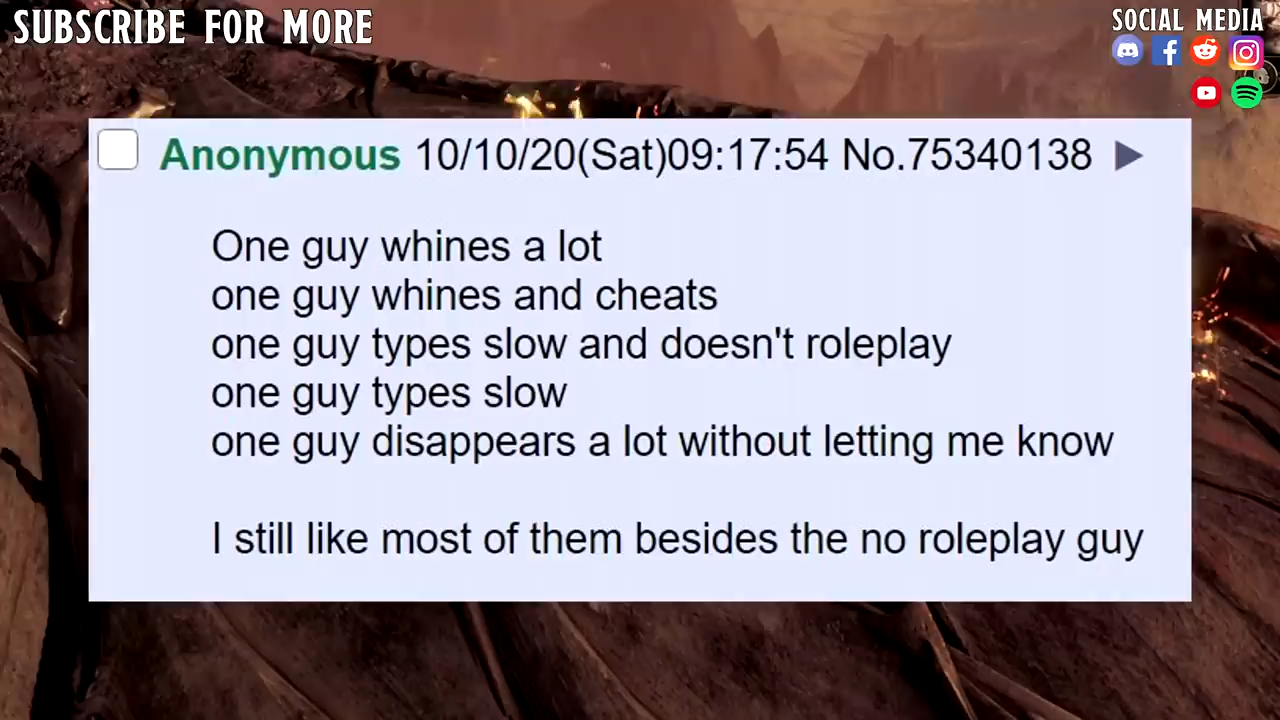 SUBSCRIBE FOR MORE
SOCIAL MEDIA
Anonymous 10/10/20(Sat)09:17:54 No.75340138 ▶
One guy whines a lot
one guy whines and cheats
one guy types slow and doesn't roleplay
one guy types slow
one guy disappears a lot without letting me know
I still like most of them besides the no roleplay guy